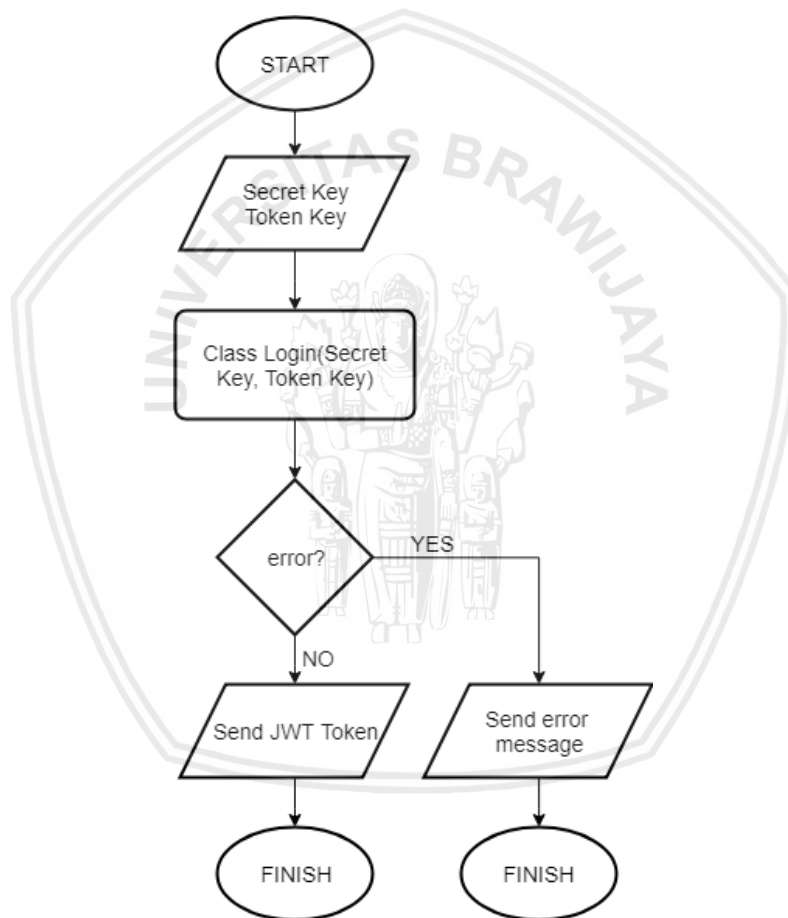 START
UNIVERSITAS BRAWIJAYA
Secret Key
Token Key
Class Login(Secret
Key, Token Key)
error?
YES
NO
Send JWT Token
Send error
message
FINISH
FINISH